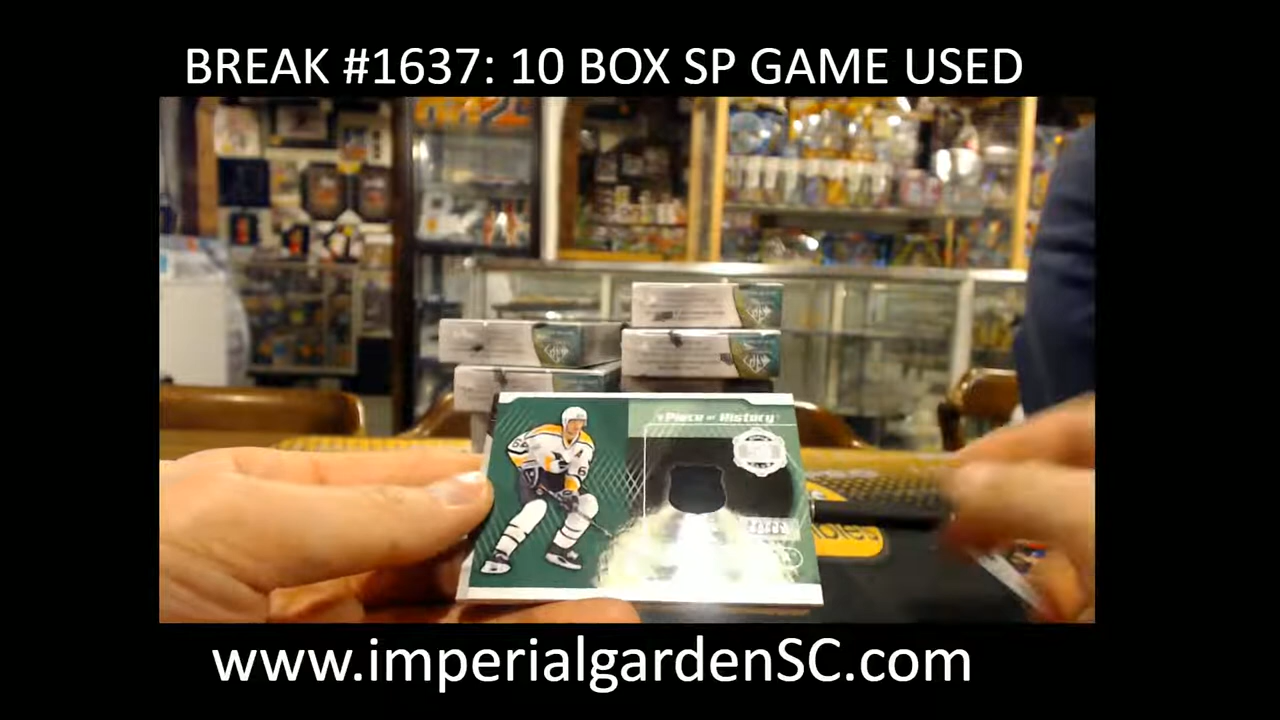 BREAK #1637: 10 BOX SP GAME USED
Piece of History
www.imperialgardenSC.com